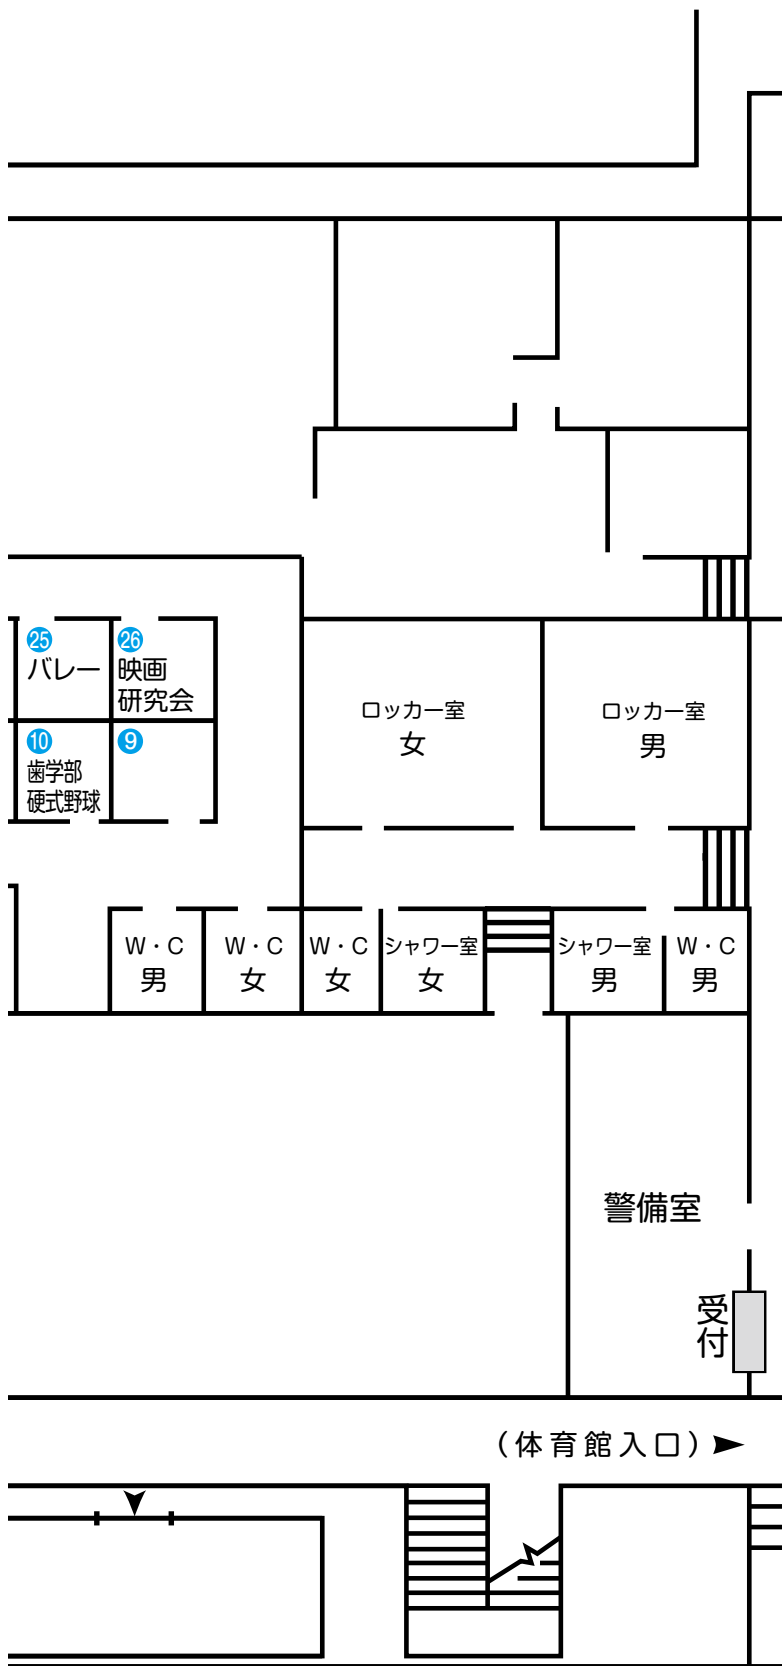 25
バレー
26
映画
研究会
10
歯学部
硬式野球
9
ロッカー室
女
ロッカー室
男
W・C
男
W・C
女
W・C
女
シャワー室
女
シャワー室
男
W・C
男
警備室
受付
(体育館入口)